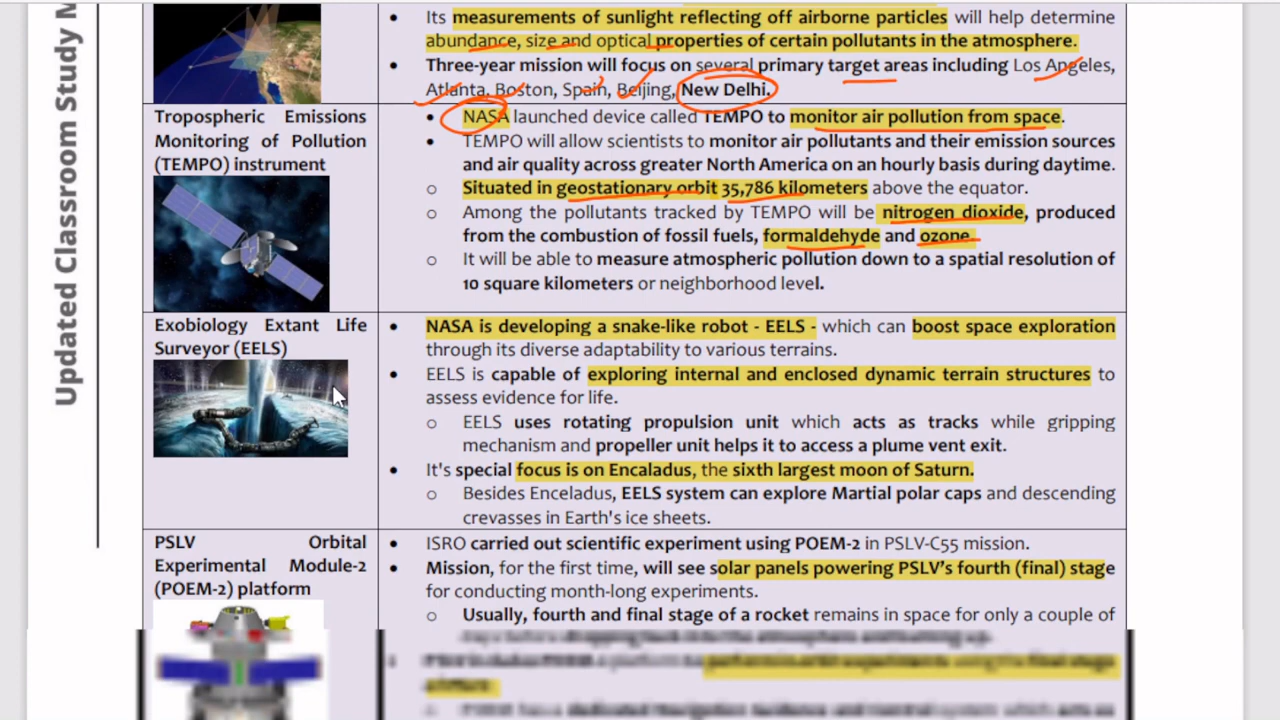 Updated Classroom Study M
Its measurements of sunlight reflecting off airborne particles will help determine
abundance, size and optical properties of certain pollutants in the atmosphere.
Three-year mission will focus on several primary target areas including Los Angeles,
Atlanta, Boston, Spain, Beijing, New Delhi.
Tropospheric Emissions
Monitoring of Pollution
(TEMPO) instrument
NASA launched device called TEMPO to monitor air pollution from space.
TEMPO will allow scientists to monitor air pollutants and their emission sources
and air quality across greater North America on an hourly basis during daytime.
Situated in geostationary orbit 35,786 kilometers above the equator.
Among the pollutants tracked by TEMPO will be nitrogen dioxide, produced
from the combustion of fossil fuels, formaldehyde and ozone.
It will be able to measure atmospheric pollution down to a spatial resolution of
10 square kilometers or neighborhood level.
Exobiology Extant Life
Surveyor (EELS)
NASA is developing a snake-like robot - EELS - which can boost space exploration
through its diverse adaptability to various terrains.
EELS is capable of exploring internal and enclosed dynamic terrain structures to
assess evidence for life.
EELS uses rotating propulsion unit which acts as tracks while gripping
mechanism and propeller unit helps it to access a plume vent exit.
It's special focus is on Encaladus, the sixth largest moon of Saturn.
Besides Enceladus, EELS system can explore Martial polar caps and descending
crevasses in Earth's ice sheets.
PSLV Orbital
Experimental Module-2
(POEM-2) platform
ISRO carried out scientific experiment using POEM-2 in PSLV-C55 mission.
Mission, for the first time, will see solar panels powering PSLV's fourth (final) stage
for conducting month-long experiments.
Usually, fourth and final stage of a rocket remains in space for only a couple of